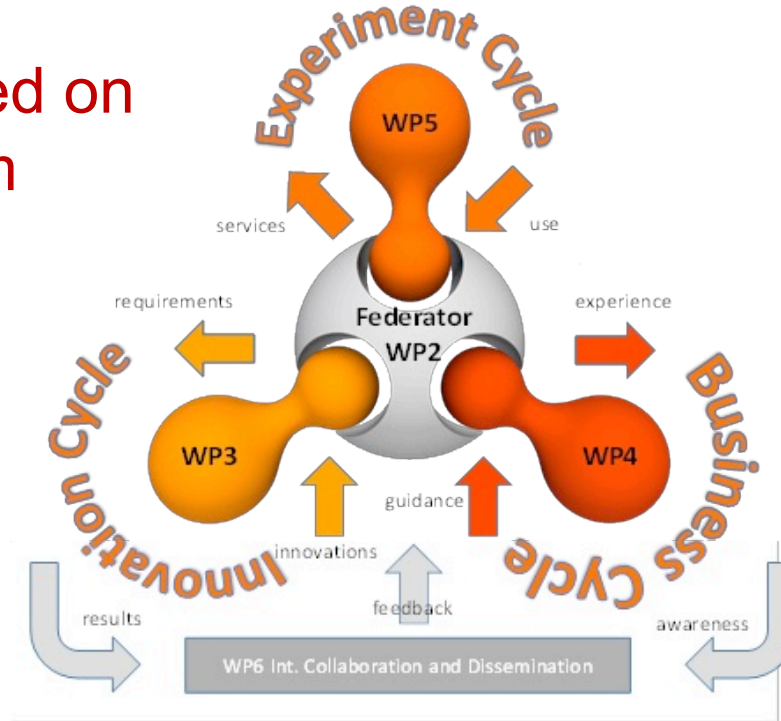 ed on
Experiment Cycle
WP5
services
use
requirements
experience
Federator
WP2
Innovation Cycle
Business Cycle
WP3
WP4
guidance
innovations
feedback
results
awareness
WP6 Int. Collaboration and Dissemination